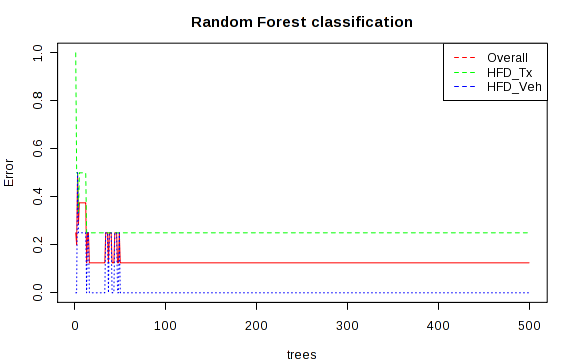 Random Forest classification
Overall
HFD_Tx
HFD_Veh
Error
1.0
0.8
0.6
0.4
0.2
0.0
0 100 200 300 400 500
trees